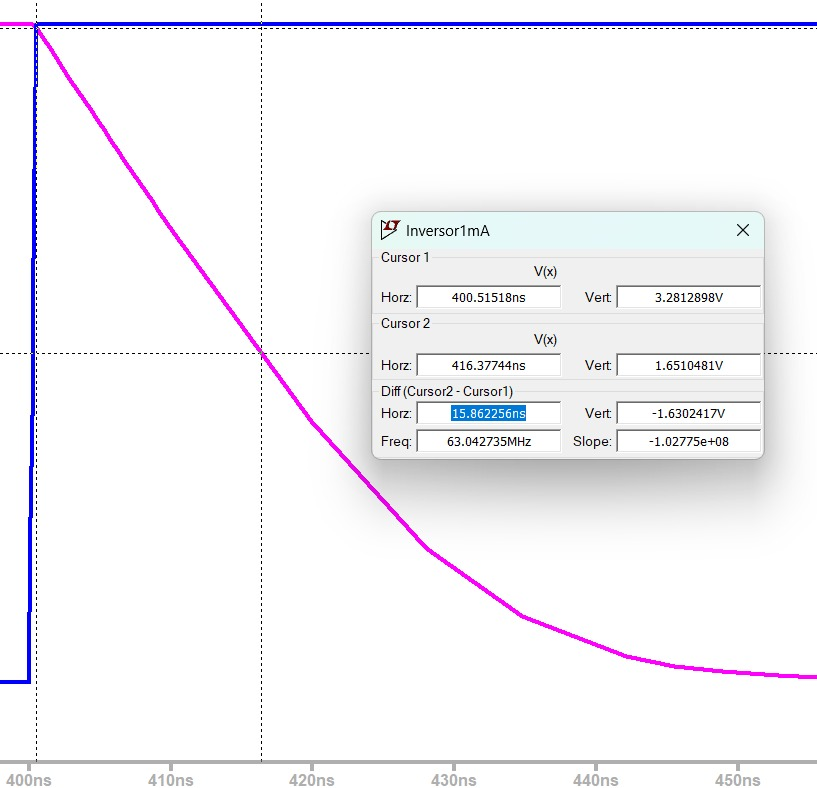 Inversor1mA
Cursor 1
V(x)
Horz: 400.51518ns Vert: 3.2812898V
Cursor 2
V(x)
Horz: 416.37744ns Vert: 1.6510481V
Diff (Cursor2 - Cursor1)
Horz: 15.862256ns Vert: -1.6302417V
Freq: 63.042735MHz Slope: -1.02775e+08
400ns 410ns 420ns 430ns 440ns 450ns